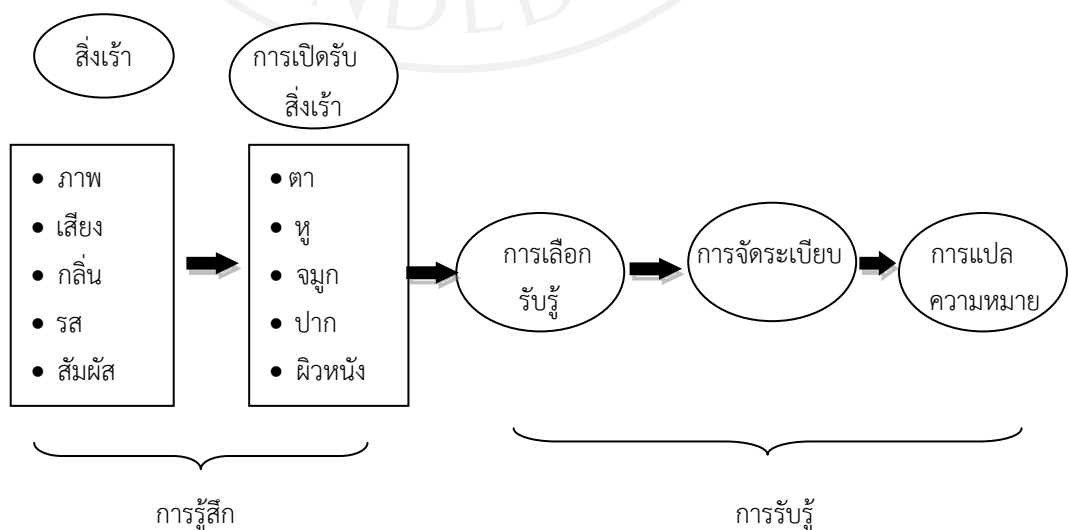 สิ่งเร้า
การเปิดรับ
สิ่งเร้า
• ภาพ
• เสียง
• กลิ่น
• รส
• สัมผัส
• ตา
• หู
• จมูก
• ปาก
• ผิวหนัง
การเลือก
รับรู้
การจัดระเบียบ
การแปล
ความหมาย
การรู้สึก
การรับรู้